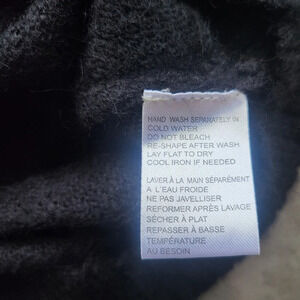 HAND WASH SEPARATELY IN
COLD WATER
DO NOT BLEACH
RE-SHAPE AFTER WASH
LAY FLAT TO DRY
COOL IRON IF NEEDED
LAVER À LA MAIN SÉPARÉMENT
A L'EAU FROIDE
NE PAS JAVELLISER
REFORMER APRÈS LAVAGE
SÉCHER À PLAT
REPASSER À BASSE
TEMPÉRATURE
AU BESOIN